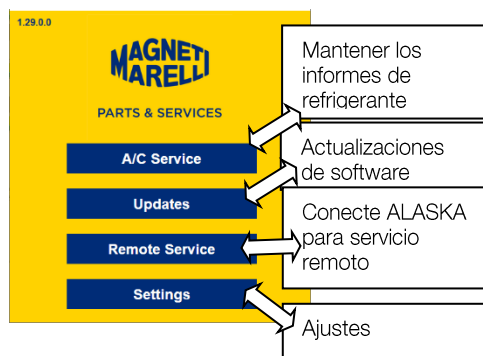 1.29.0.0
MAGNETI
MARELLI
PARTS & SERVICES
A/C Service
Updates
Remote Service
Settings
Mantener los
informes de
refrigerante
Actualizaciones
de software
Conecte ALASKA
para servicio
remoto
Ajustes